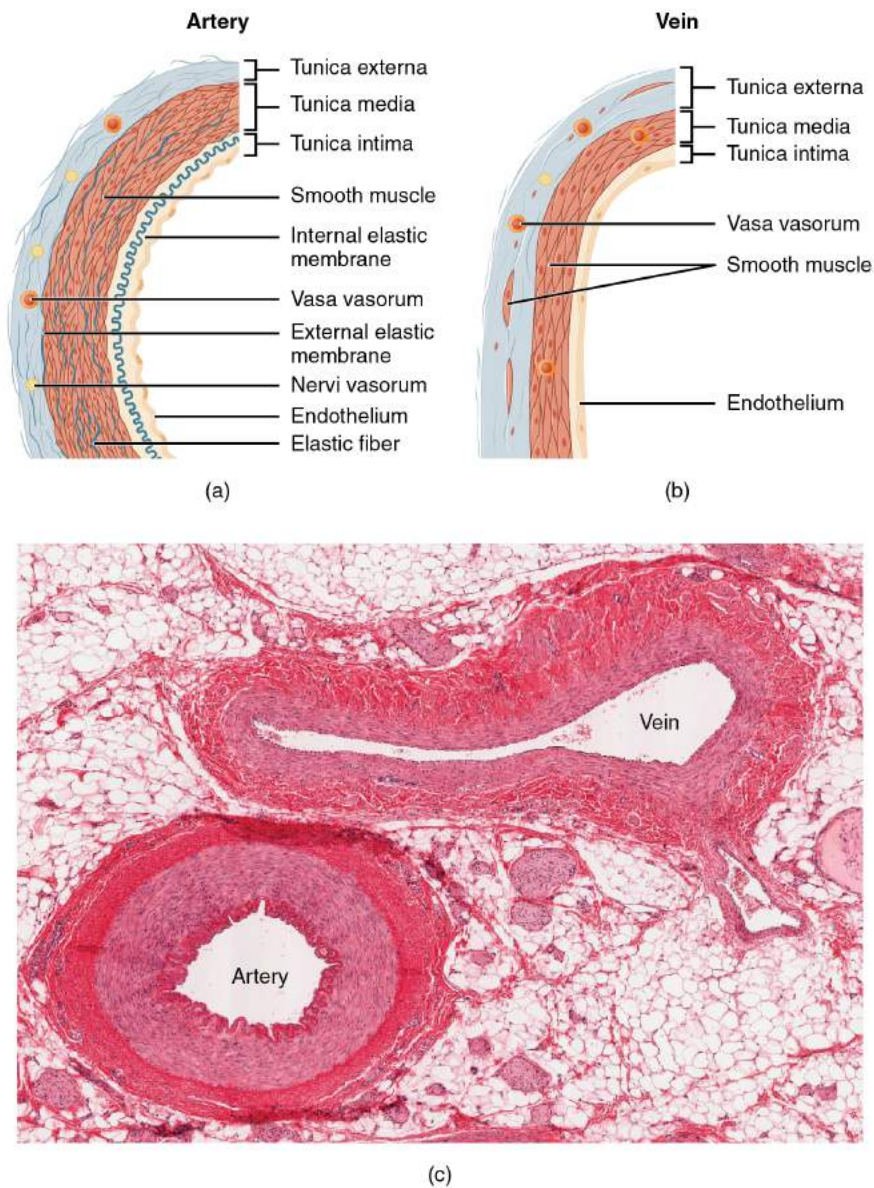 Artery
Tunica externa
Tunica media
Tunica intima
Smooth muscle
Internal elastic
membrane
Vasa vasorum
External elastic
membrane
Nervi vasorum
Endothelium
Elastic fiber
(a)
Vein
Tunica externa
Tunica media
Tunica intima
Vasa vasorum
Smooth muscle
Endothelium
(b)
Vein
Artery
(c)